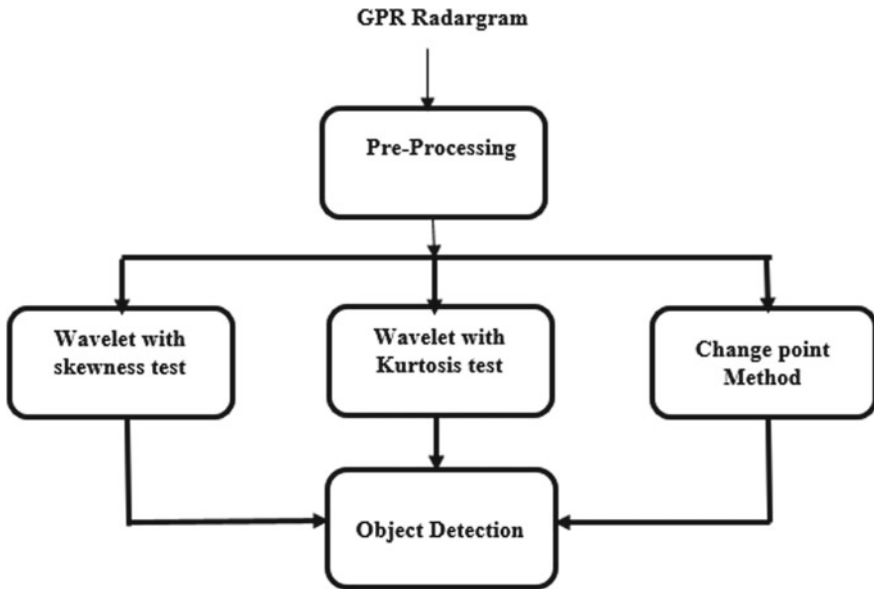 GPR Radargram
Pre-Processing
Wavelet with
skewness test
Wavelet with
Kurtosis test
Change point
Method
Object Detection